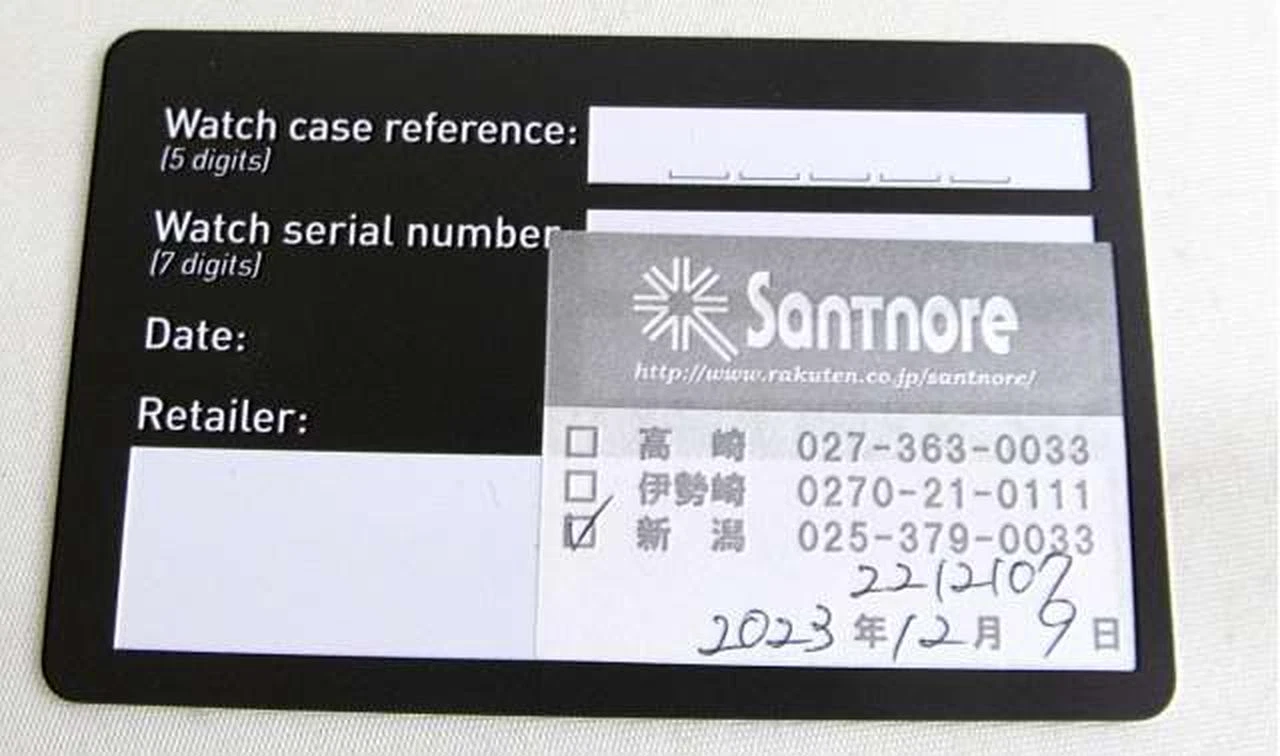 Watch case reference:
(5 digits)
Watch serial number
(7 digits)
Date:
Retailer:
Santnore
http://www.rakuten.co.jp/santnore/
□ 高 崎 027-363-0033
□ 伊勢崎 0270-21-0111
☑ 新 潟 025-379-0033
2212107
2023年12月9日